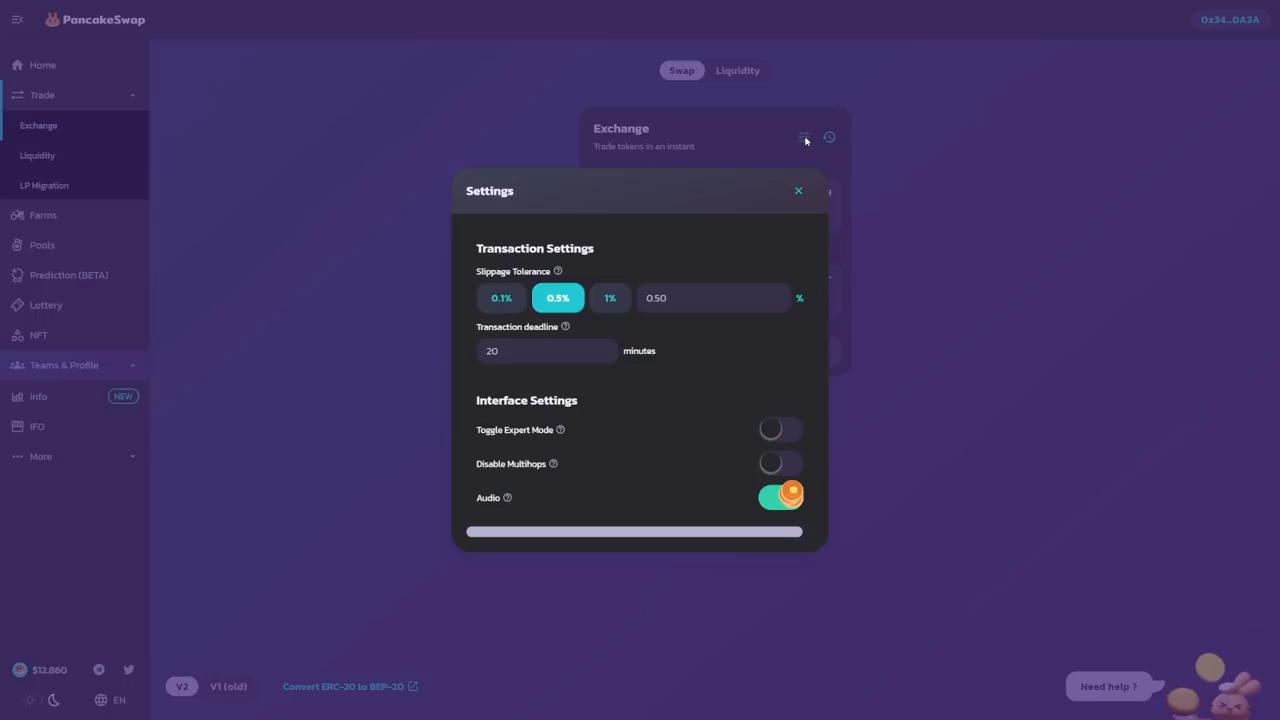 PancakeSwap
0x34...0A3A
Home
Trade
Exchange
Liquidity
LP Migration
Farms
Pools
Prediction (BETA)
Lottery
NFT
Teams & Profile
Info
NEW
IFO
More
$12.860
EN
Swap
Liquidity
Exchange
Trade tokens in an instant
Settings
Transaction Settings
Slippage Tolerance
0.1%
0.5%
1%
0.50
%
Transaction deadline
20
minutes
Interface Settings
Toggle Expert Mode
Disable Multihops
Audio
V2
V1 (old)
Convert ERC-20 to BEP-20
Need help ?